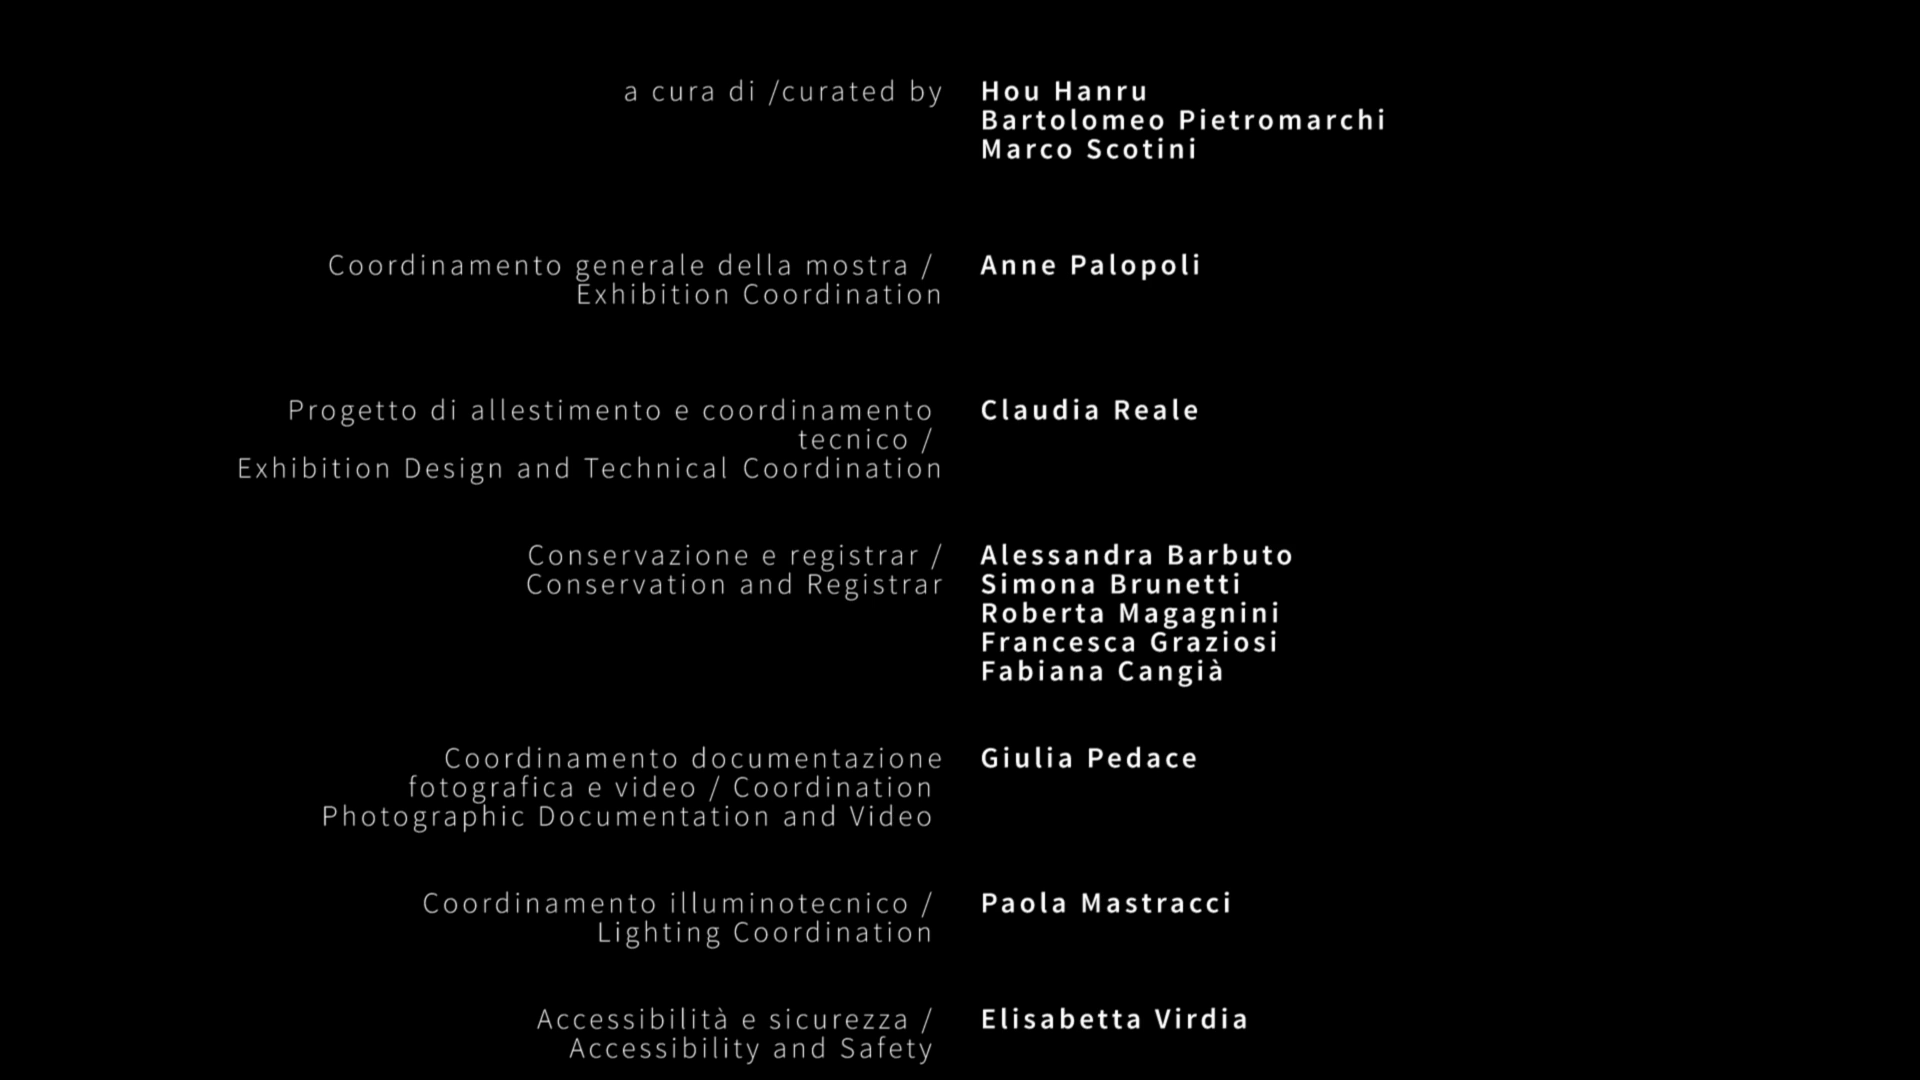 a cura di /curated by Hou Hanru
Bartolomeo Pietromarchi
Marco Scotini
Coordinamento generale della mostra / Anne Palopoli
Exhibition Coordination
Progetto di allestimento e coordinamento Claudia Reale
tecnico /
Exhibition Design and Technical Coordination
Conservazione e registrar / Alessandra Barbuto
Conservation and Registrar Simona Brunetti
Roberta Magagnini
Francesca Graziosi
Fabiana Cangià
Coordinamento documentazione Giulia Pedace
fotografica e video / Coordination
Photographic Documentation and Video
Coordinamento illuminotecnico / Paola Mastracci
Lighting Coordination
Accessibilità e sicurezza / Elisabetta Virdia
Accessibility and Safety